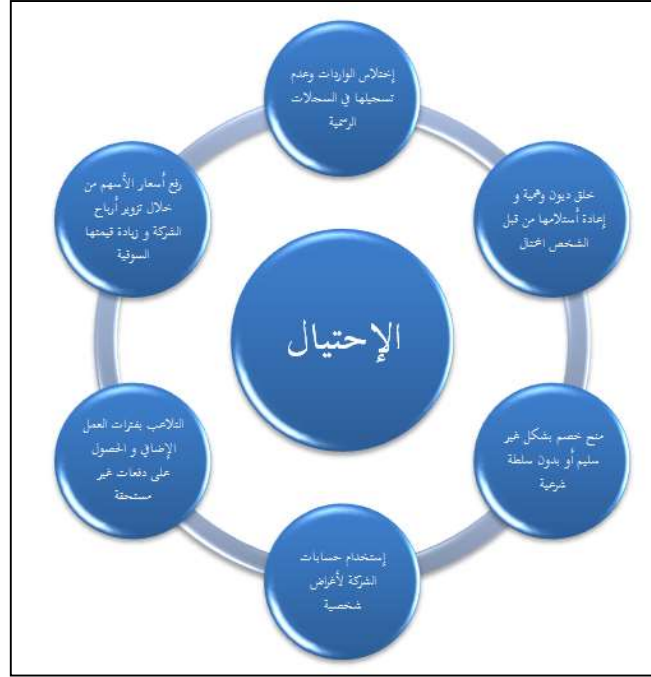 إختلاس الواردات وعدم
تسجيلها في السجلات
الرسمية
خلق ديون وهمية و
إعادة أستلامها من قبل
الشخص المحتال
منح خصم بشكل غير
سليم أو بدون سلطة
شرعية
إستخدام حسابات
الشركة لأغراض
شخصية
التلاعب بفترات العمل
الإضافي و الحصول
على دفعات غير
مستحقة
رفع أسعار الأسهم من
خلال تزوير أرباح
الشركة و زيادة قيمتها
السوقية
الإحتيال